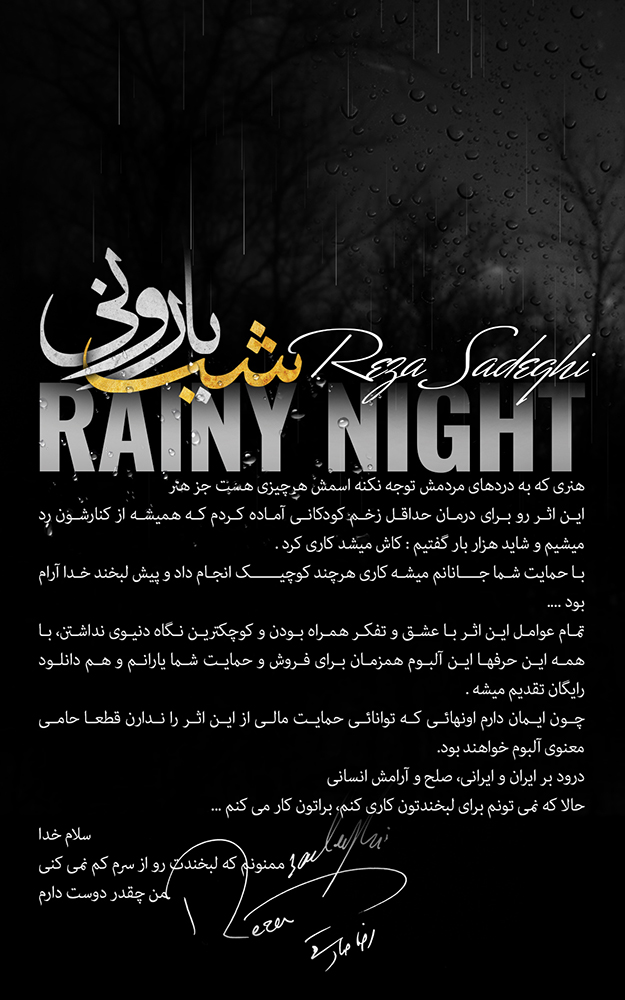 شب بارونی
Reza Sadeghi
RAINY NIGHT
هنری که به دردهای مردمش توجه نکنه اسمش هرچیزی هست جز هنر
این اثر رو برای درمان حداقل زخم کودکانی آماده کردم که همیشه از کنارشون رد
میشیم و شاید هزار بار گفتیم : کاش میشد کاری کرد .
با حمایت شما جـــانانم میشه کاری هرچند کوچیـــک انجام داد و پیش لبخند خدا آرام
بود ....
تمام عوامل این اثر با عشق و تفکر همراه بودن و کوچکترین نگاه دنیوی نداشتن، با
همه این حرفها این آلبوم همزمان برای فروش و حمایت شما یارانم و هم دانلود
رایگان تقدیم میشه .
چون ایمان دارم اونهائی که توانائی حمایت مالی از این اثر را ندارن قطعا حامی
معنوی آلبوم خواهند بود.
درود بر ایران و ایرانی، صلح و آرامش انسانی
حالا که نمی تونم برای لبخندتون کاری کنم، براتون کار می کنم ...
سلام خدا
ممنونم که لبخندت رو از سرم کم نمی کنی
من چقدر دوست دارم
Reza Sadeghi
رضا صادقی